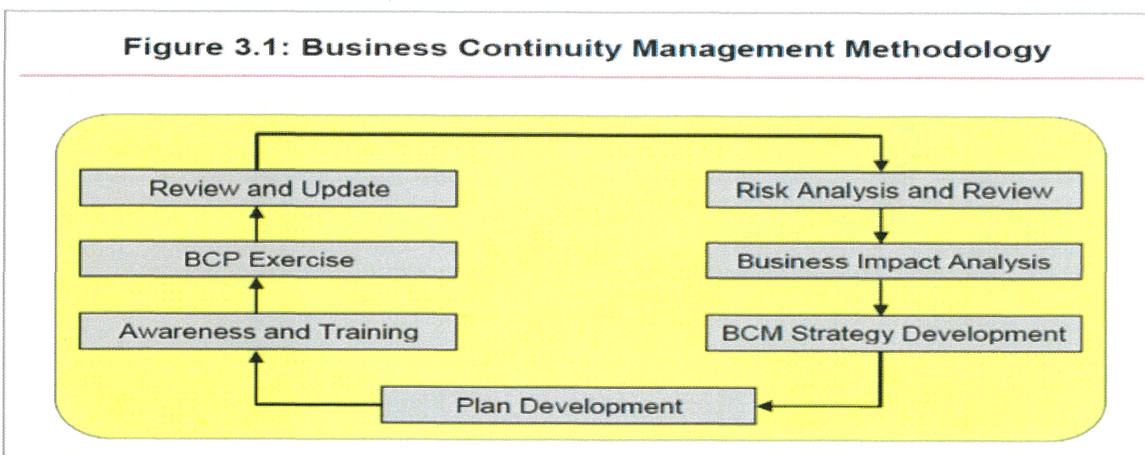 Figure 3.1: Business Continuity Management Methodology
Review and Update
Risk Analysis and Review
BCP Exercise
Business Impact Analysis
Awareness and Training
BCM Strategy Development
Plan Development